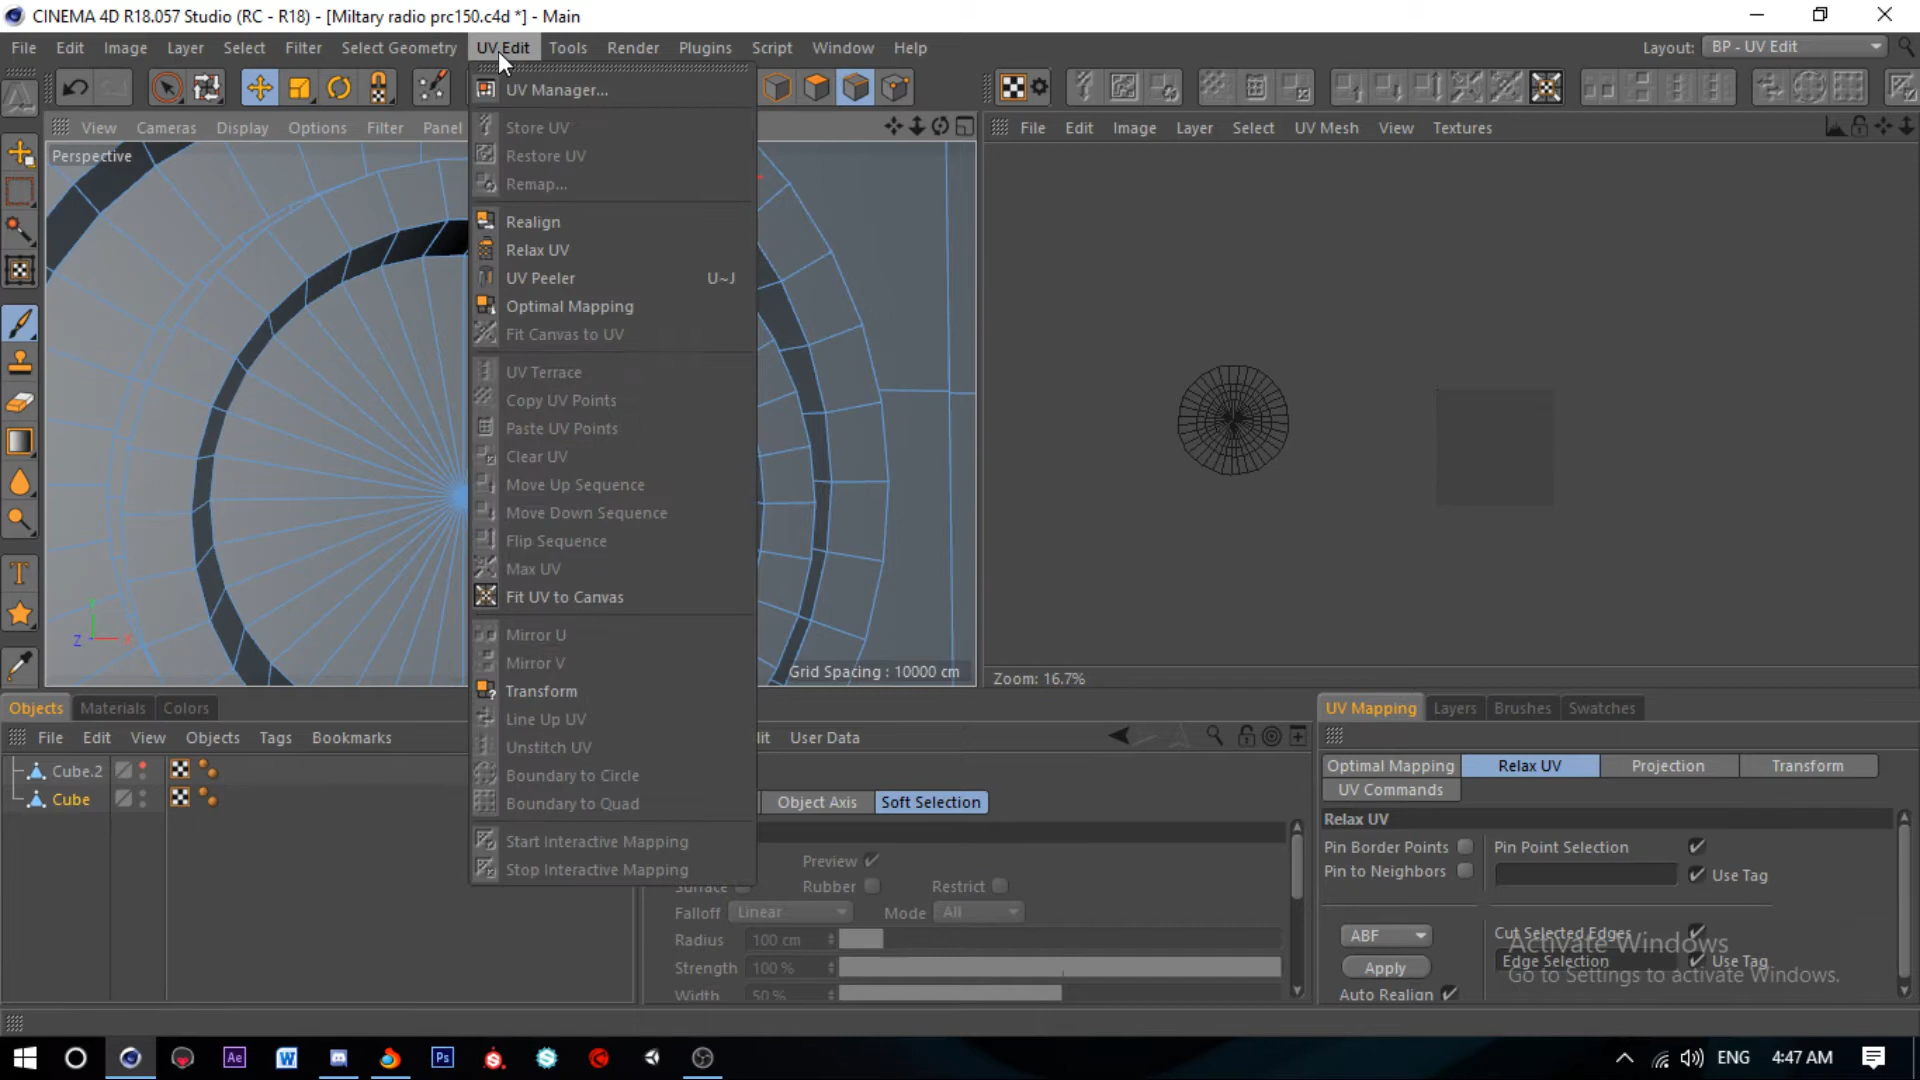 CINEMA 4D R18.057 Studio (RC - R18) - [Miltary radio prc150.c4d *] - Main
File Edit Image Layer Select Filter Select Geometry UV Edit Tools Render Plugins Script Window Help Layout: BP - UV Edit
View Cameras Display Options Filter Panel
File Edit Image Layer Select UV Mesh View Textures
Perspective
UV Manager...
Store UV
Restore UV
Remap...
Realign
Relax UV
UV Peeler U~J
Optimal Mapping
Fit Canvas to UV
UV Terrace
Copy UV Points
Paste UV Points
Clear UV
Move Up Sequence
Move Down Sequence
Flip Sequence
Max UV
Fit UV to Canvas
Mirror U
Mirror V
Transform
Line Up UV
Unstitch UV
Boundary to Circle
Boundary to Quad
Start Interactive Mapping
Stop Interactive Mapping
Y
Z X
Grid Spacing : 10000 cm
Zoom: 16.7%
Objects Materials Colors
File Edit View Objects Tags Bookmarks
Cube.2
Cube
User Data
Object Axis Soft Selection
Preview
Surface Rubber Restrict
Falloff Linear Mode All
Radius 100 cm
Strength 100 %
Width 50 %
UV Mapping Layers Brushes Swatches
Optimal Mapping Relax UV Projection Transform
UV Commands
Relax UV
Pin Border Points Pin Point Selection
Pin to Neighbors Use Tag
ABF Cut Selected Edges
Edge Selection Use Tag
Apply
Auto Realign
Activate Windows
Go to Settings to activate Windows.
Ae W Ps ENG 4:47 AM